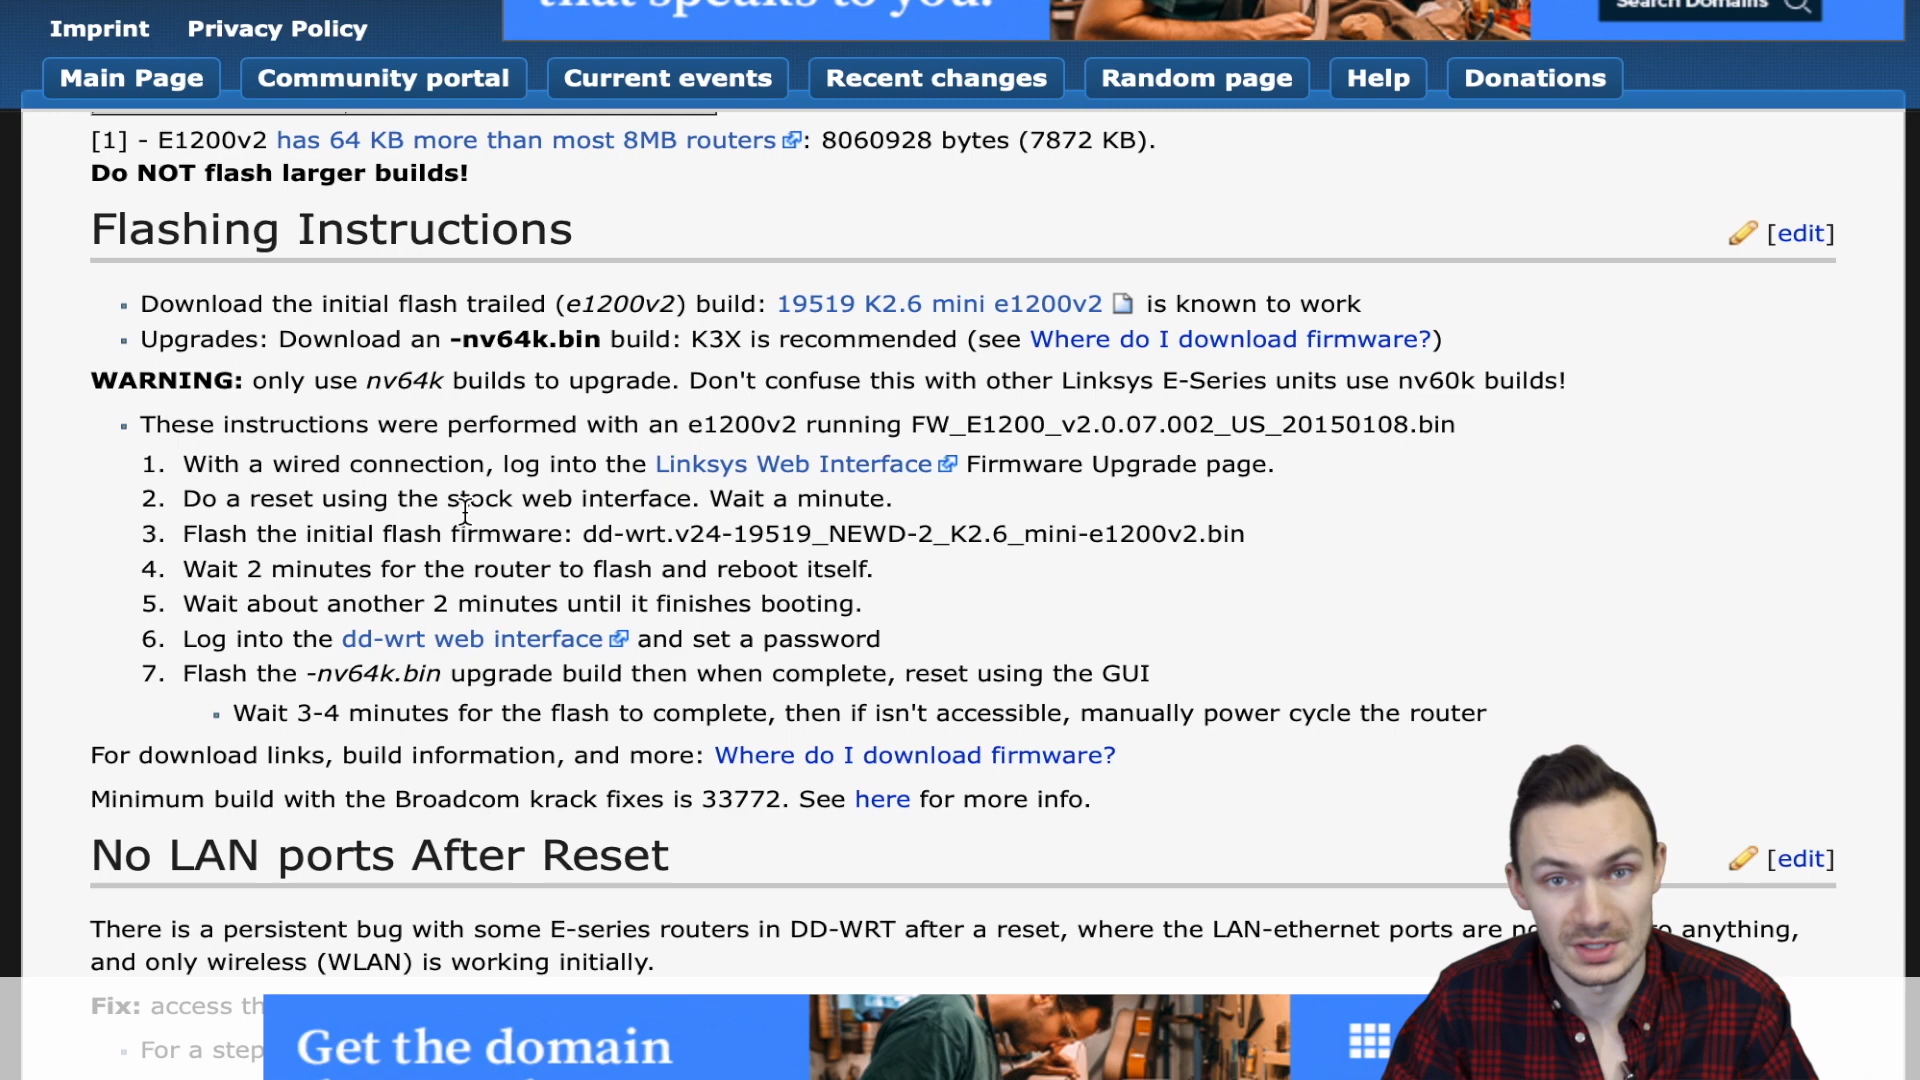 that speaks to you.
Search Domains
Imprint Privacy Policy
Main Page Community portal Current events Recent changes Random page Help Donations
[1] - E1200v2 has 64 KB more than most 8MB routers: 8060928 bytes (7872 KB).
Do NOT flash larger builds!
Flashing Instructions [edit]
Download the initial flash trailed (e1200v2) build: 19519 K2.6 mini e1200v2 is known to work
Upgrades: Download an -nv64k.bin build: K3X is recommended (see Where do I download firmware?)
WARNING: only use nv64k builds to upgrade. Don't confuse this with other Linksys E-Series units use nv60k builds!
These instructions were performed with an e1200v2 running FW_E1200_v2.0.07.002_US_20150108.bin
1. With a wired connection, log into the Linksys Web Interface Firmware Upgrade page.
2. Do a reset using the stock web interface. Wait a minute.
3. Flash the initial flash firmware: dd-wrt.v24-19519_NEWD-2_K2.6_mini-e1200v2.bin
4. Wait 2 minutes for the router to flash and reboot itself.
5. Wait about another 2 minutes until it finishes booting.
6. Log into the dd-wrt web interface and set a password
7. Flash the -nv64k.bin upgrade build then when complete, reset using the GUI
Wait 3-4 minutes for the flash to complete, then if isn't accessible, manually power cycle the router
For download links, build information, and more: Where do I download firmware?
Minimum build with the Broadcom krack fixes is 33772. See here for more info.
No LAN ports After Reset [edit]
There is a persistent bug with some E-series routers in DD-WRT after a reset, where the LAN-ethernet ports are anything,
and only wireless (WLAN) is working initially.
Fix: access th
For a step
Get the domain